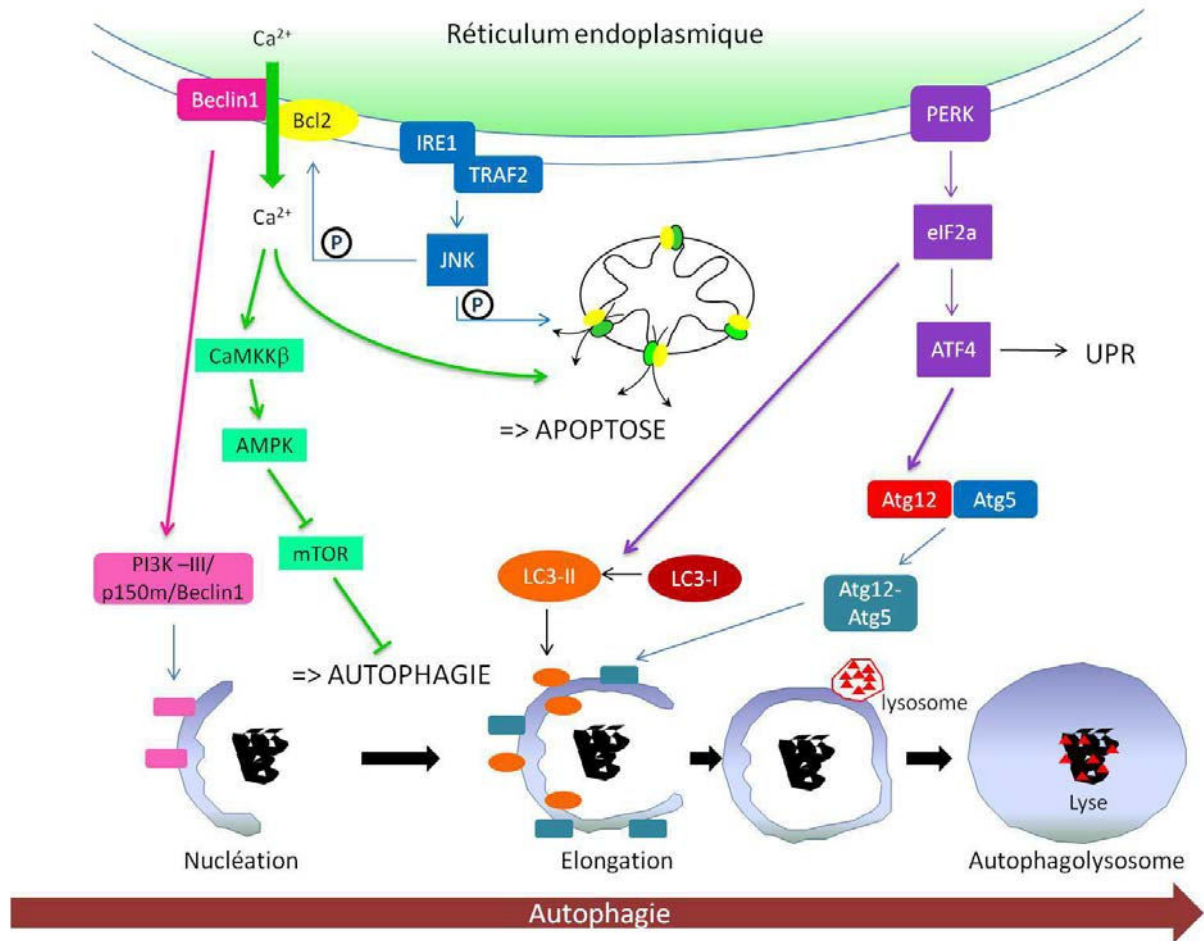 Réticulum endoplasmique
Ca²⁺
Beclin1
Bcl2
IRE1
TRAF2
PERK
Ca²⁺
P
JNK
P
eIF2a
ATF4
UPR
CaMKKβ
=> APOPTOSE
AMPK
Atg12
Atg5
mTOR
PI3K –III/
p150m/Beclin1
LC3-II
LC3-I
Atg12-
Atg5
=> AUTOPHAGIE
lysosome
Lyse
Nucléation
Elongation
Autophagolysosome
Autophagie